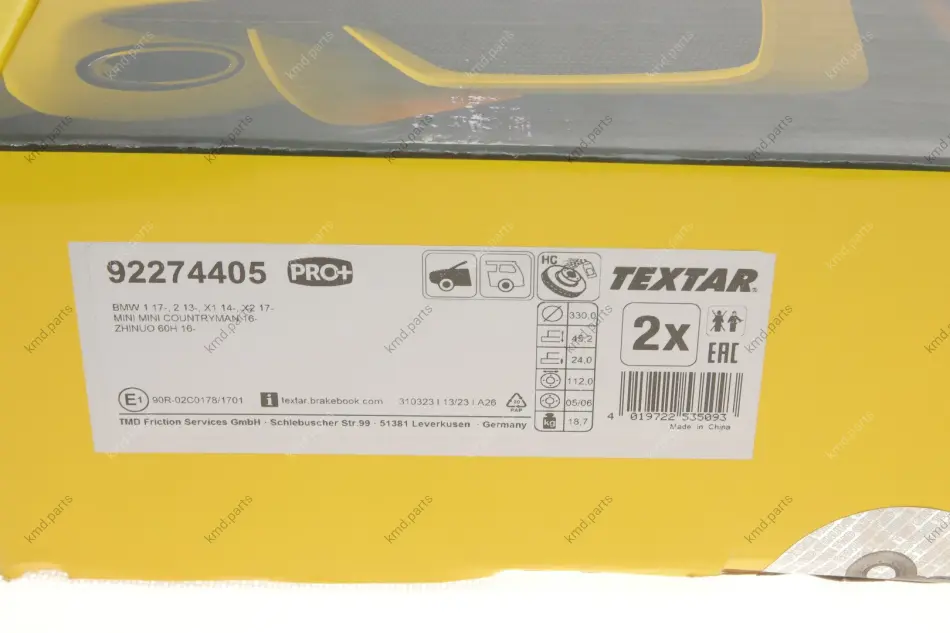 92274405 PRO+
BMW 1 17-, 2 13-, X1 14-, X2 17-
MINI MINI COUNTRYMAN 16-
ZHINUO 60H 16-
E1 90R-02C0178/1701 i textar.brakebook.com 310323 I 13/23 I A26
PAP
TMD Friction Services GmbH · Schlebuscher Str.99 · 51381 Leverkusen · Germany
HC
330,0
45,2
24,0
112,0
05/06
kg 18,7
TEXTAR
2x
EAC
4 019722 535093
Made in China
kmd.parts